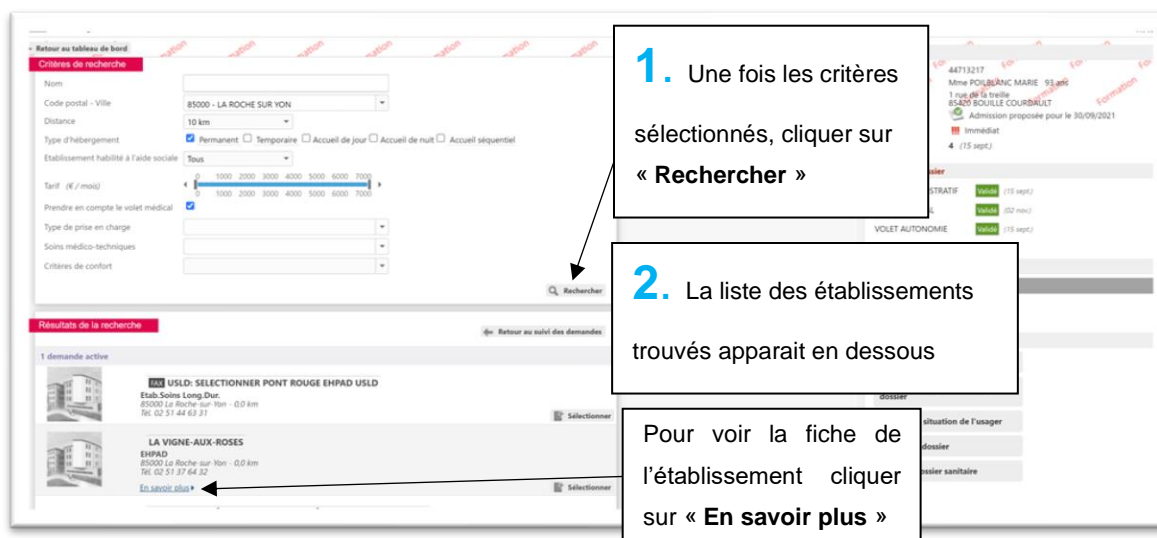 Retour au tableau de bord
Critères de recherche
Nom
Code postal - Ville
85000 - LA ROCHE SUR YON
Distance
10 km
Type d'hébergement
Permanent Temporaire Accueil de jour Accueil de nuit Accueil séquentiel
Etablissement habilité à l'aide sociale
Tous
0 1000 2000 3000 4000 5000 6000 7000
Tarif (€ / mois)
0 1000 2000 3000 4000 5000 6000 7000
Prendre en compte le volet médical
Type de prise en charge
Soins médico-techniques
Critères de confort
Rechercher
Résultats de la recherche
Retour au suivi des demandes
1 demande active
FAX USLD: SELECTIONNER PONT ROUGE EHPAD USLD
Etab.Soins Long.Dur.
85000 La Roche-sur-Yon - 0,0 km
Tél. 02 51 44 63 31
Sélectionner
LA VIGNE-AUX-ROSES
EHPAD
85000 La Roche-sur-Yon - 0,0 km
Tél. 02 51 37 64 32
En savoir plus
Sélectionner
1. Une fois les critères
sélectionnés, cliquer sur
« Rechercher »
2. La liste des établissements
trouvés apparait en dessous
Pour voir la fiche de
l'établissement cliquer
sur « En savoir plus »
44713217
Mme POILBLANC MARIE 93 ans
1 rue de la treille
85420 BOUILLE COURDAULT
Formation
Admission proposée pour le 30/09/2021
Immédiat
4 (15 sept.)
Validé (15 sept.)
Validé (02 nov.)
VOLET AUTONOMIE Validé (15 sept.)
dossier
situation de l'usager
dossier
sanitaire